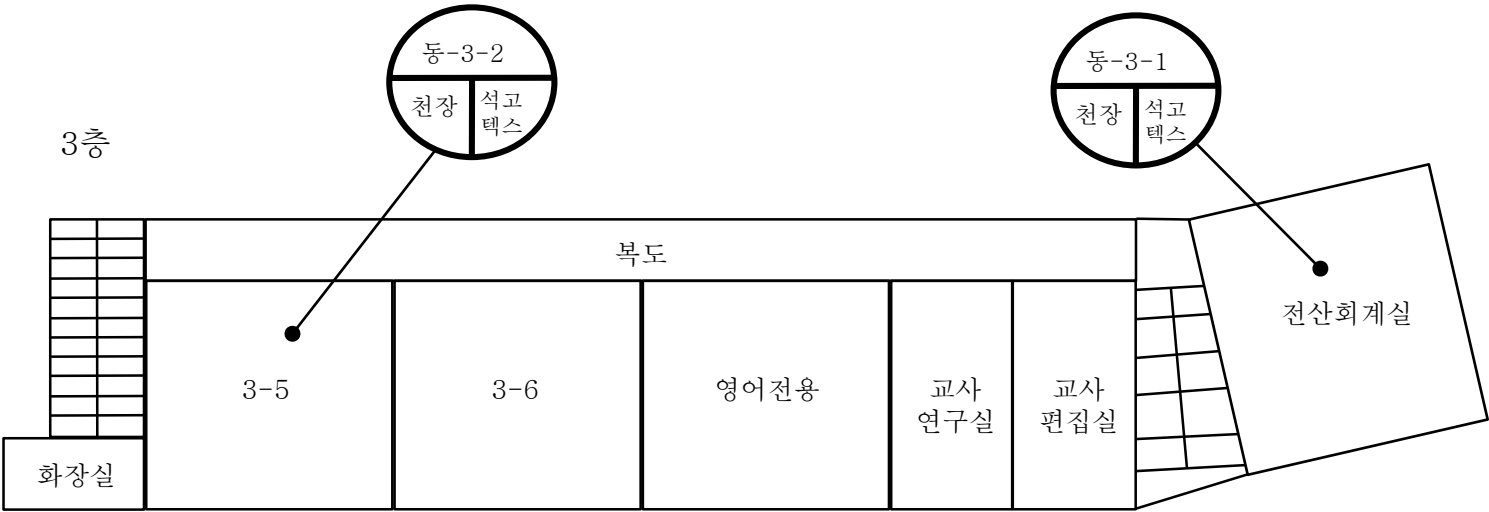 동-3-2
천장
석고
텍스
동-3-1
천장
석고
텍스
3층
복도
전산회계실
3-5
3-6
영어전용
교사
연구실
교사
편집실
화장실